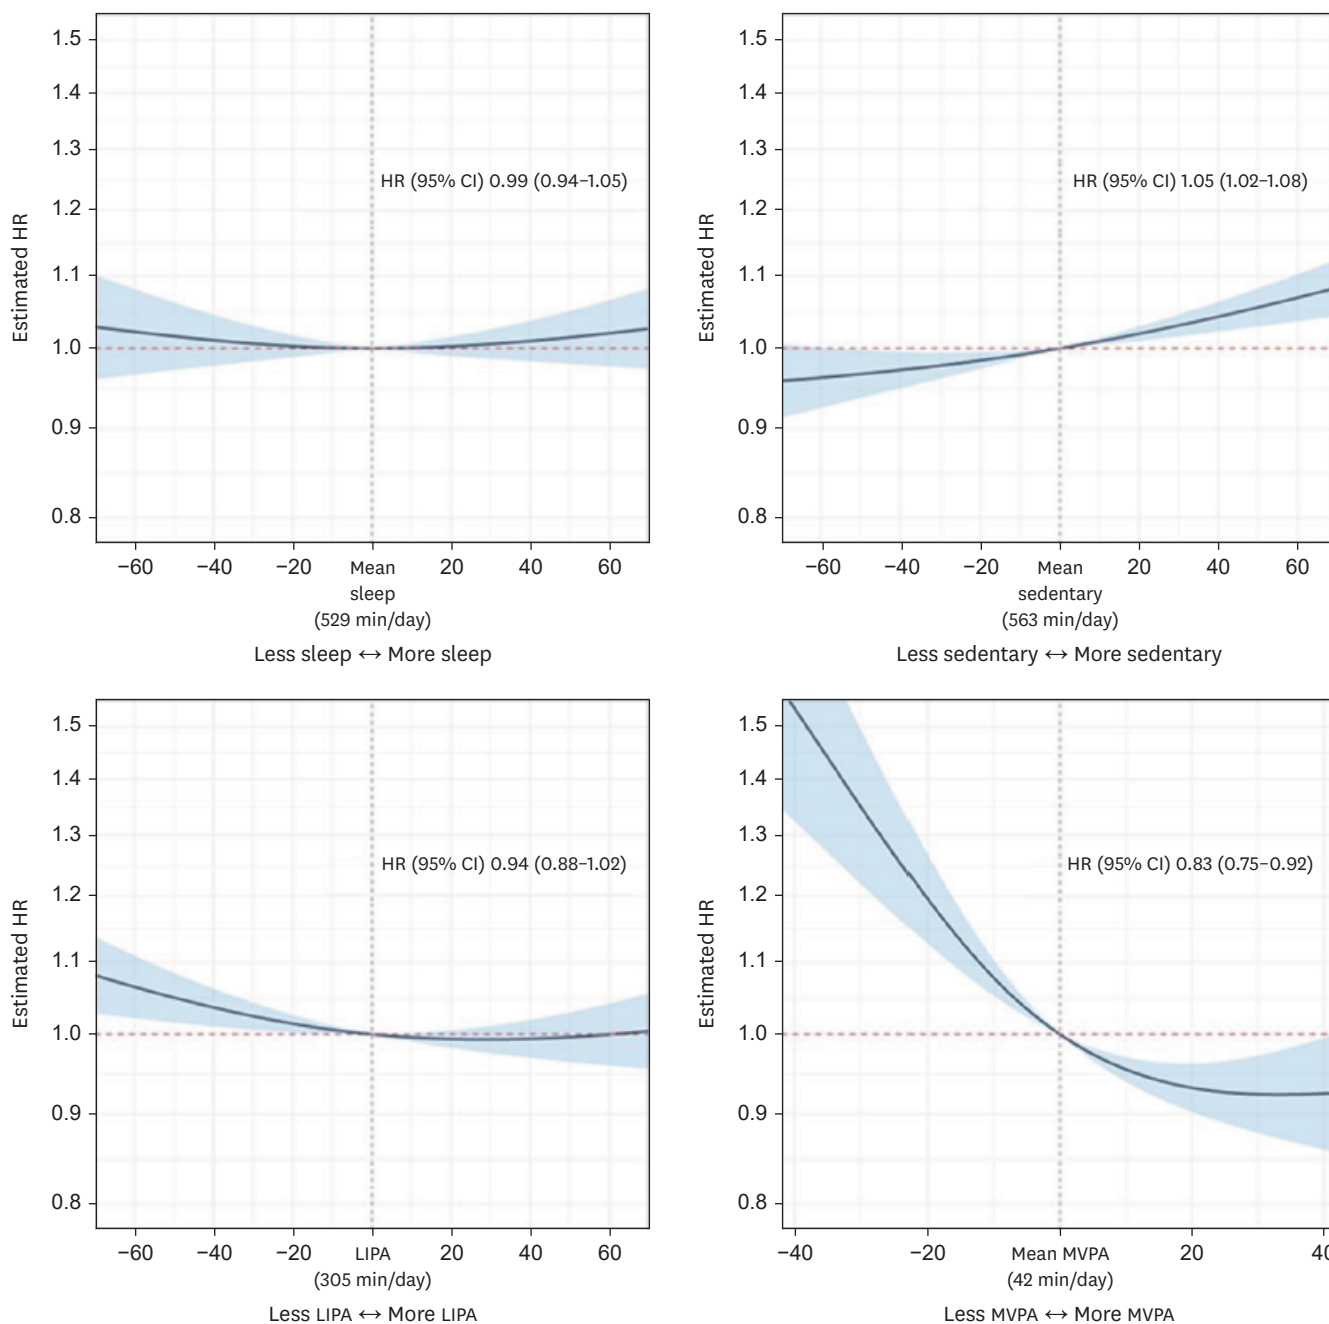 Estimated HR
1.5
1.4
1.3
1.2
1.1
1.0
0.9
0.8
HR (95% CI) 0.99 (0.94–1.05)
−60 −40 −20 Mean sleep (529 min/day) 20 40 60
Less sleep ↔ More sleep
Estimated HR
1.5
1.4
1.3
1.2
1.1
1.0
0.9
0.8
HR (95% CI) 1.05 (1.02–1.08)
−60 −40 −20 Mean sedentary (563 min/day) 20 40 60
Less sedentary ↔ More sedentary
Estimated HR
1.5
1.4
1.3
1.2
1.1
1.0
0.9
0.8
HR (95% CI) 0.94 (0.88–1.02)
−60 −40 −20 LIPA (305 min/day) 20 40 60
Less LIPA ↔ More LIPA
Estimated HR
1.5
1.4
1.3
1.2
1.1
1.0
0.9
0.8
HR (95% CI) 0.83 (0.75–0.92)
−40 −20 Mean MVPA (42 min/day) 20 40
Less MVPA ↔ More MVPA